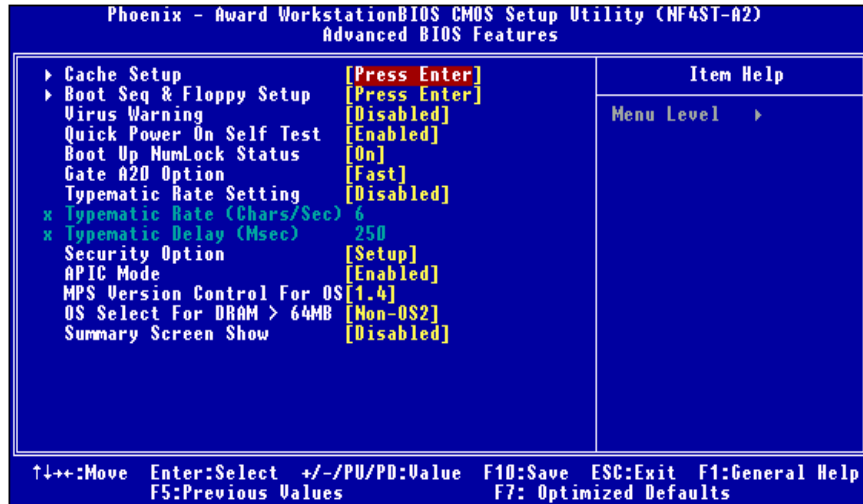 Phoenix - Award WorkstationBIOS CMOS Setup Utility (NF4ST-A2)
Advanced BIOS Features
▸ Cache Setup [Press Enter]
▸ Boot Seq & Floppy Setup [Press Enter]
Virus Warning [Disabled]
Quick Power On Self Test [Enabled]
Boot Up NumLock Status [On]
Gate A20 Option [Fast]
Typematic Rate Setting [Disabled]
x Typematic Rate (Chars/Sec) 6
x Typematic Delay (Msec) 250
Security Option [Setup]
APIC Mode [Enabled]
MPS Version Control For OS[1.4]
OS Select For DRAM > 64MB [Non-OS2]
Summary Screen Show [Disabled]
Item Help
Menu Level ▸
↑↓→←:Move Enter:Select +/-/PU/PD:Value F10:Save ESC:Exit F1:General Help
F5:Previous Values F7: Optimized Defaults